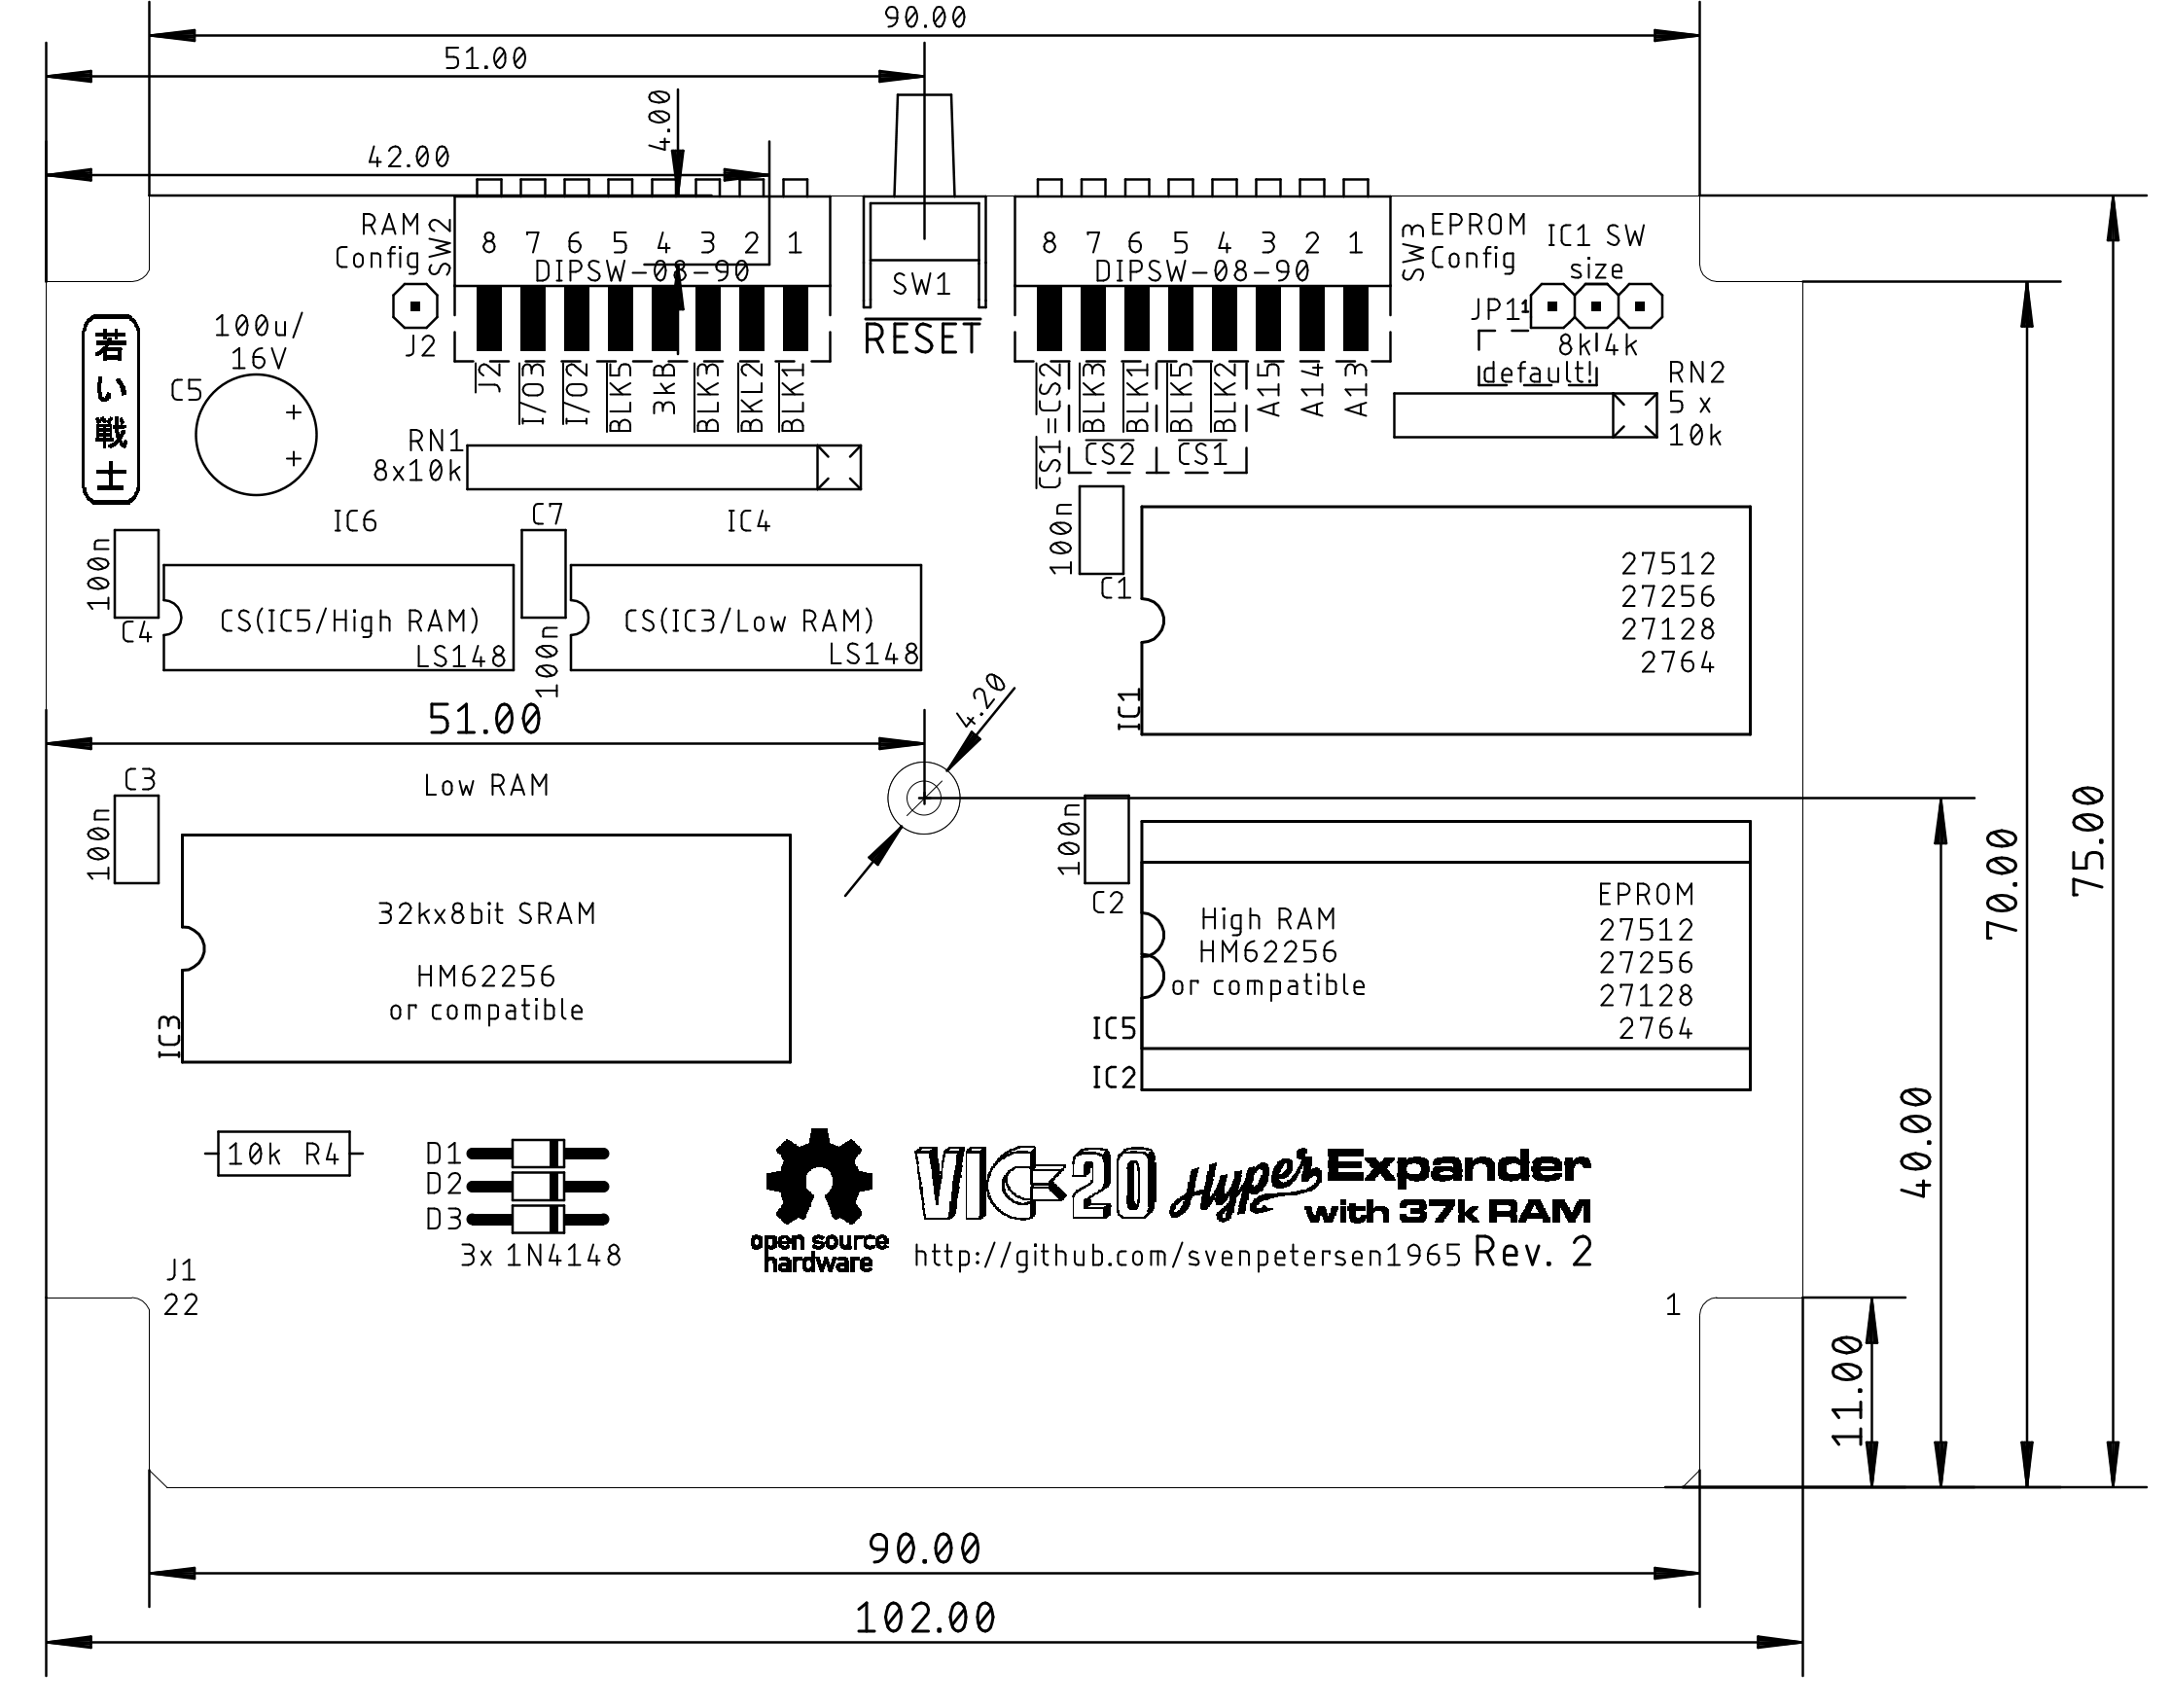 90.00
51.00
4.00
42.00
RAM
Config
SW2
8 7 6 5 4 3 2 1
DIPSW-08-90
SW1
RESET
8 7 6 5 4 3 2 1
DIPSW-08-90
SW3
EPROM
Config
IC1 SW
size
JP1
1
8k 4k
default!
J2
100u/
16V
C5
+
+
若い戦士
J2
I/O3
I/O2
BLK5
3kB
BLK3
BKL2
BLK1
CS1=CS2
BLK3
BLK1
BLK5
BLK2
A15
A14
A13
CS2
CS1
RN2
5 x
10k
RN1
8x10k
IC6
C7
IC4
100n
C4
CS(IC5/High RAM)
LS148
100n
CS(IC3/Low RAM)
LS148
100n
C1
27512
27256
27128
2764
IC1
51.00
4.20
C3
100n
Low RAM
32kx8bit SRAM
HM62256
or compatible
IC3
100n
C2
High RAM
HM62256
or compatible
EPROM
27512
27256
27128
2764
IC5
IC2
75.00
70.00
40.00
11.00
10k R4
D1
D2
D3
3x 1N4148
open source
hardware
VIC-20 Hyper Expander
with 37k RAM
http://github.com/svenpetersen1965 Rev. 2
J1
22
1
90.00
102.00